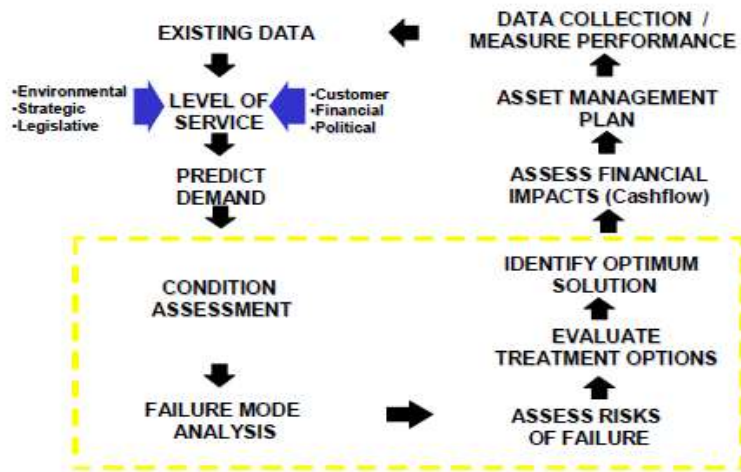 EXISTING DATA
•Environmental
•Strategic
•Legislative
LEVEL OF
SERVICE
•Customer
•Financial
•Political
PREDICT
DEMAND
CONDITION
ASSESSMENT
FAILURE MODE
ANALYSIS
ASSESS RISKS
OF FAILURE
EVALUATE
TREATMENT OPTIONS
IDENTIFY OPTIMUM
SOLUTION
ASSESS FINANCIAL
IMPACTS (Cashflow)
ASSET MANAGEMENT
PLAN
DATA COLLECTION /
MEASURE PERFORMANCE